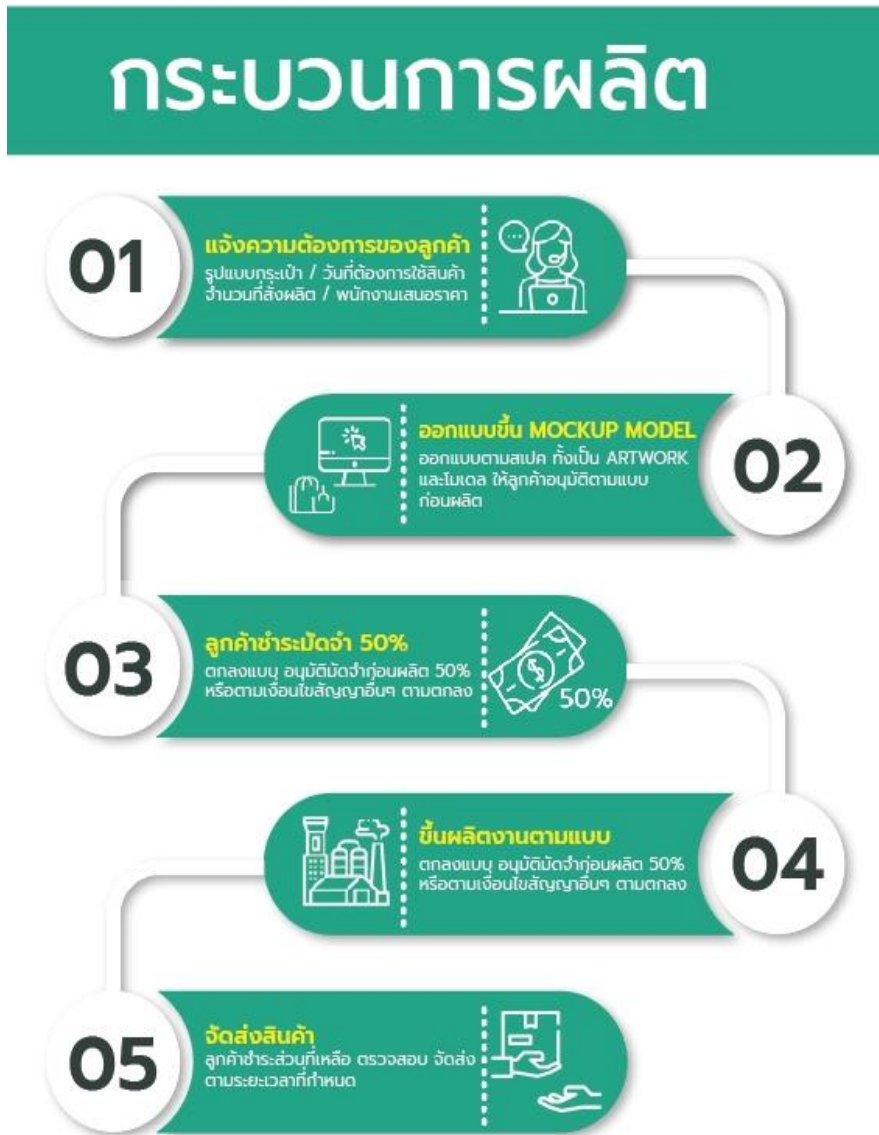 กระบวนการผลิต
01
แจ้งความต้องการของลูกค้า
รูปแบบกระเป๋า / วันที่ต้องการใช้สินค้า
จำนวนที่สั่งผลิต / พนักงานเสนอราคา
ออกแบบขึ้น MOCKUP MODEL
ออกแบบตามสเปค ทั้งเป็น ARTWORK
และโมเดล ให้ลูกค้าอนุมัติตามแบบ
ก่อนผลิต
02
03
ลูกค้าชำระมัดจำ 50%
ตกลงแบบ อนุมัติมัดจำก่อนผลิต 50%
หรือตามเงื่อนไขสัญญาอื่นๆ ตามตกลง
50%
ขึ้นผลิตงานตามแบบ
ตกลงแบบ อนุมัติมัดจำก่อนผลิต 50%
หรือตามเงื่อนไขสัญญาอื่นๆ ตามตกลง
04
05
จัดส่งสินค้า
ลูกค้าชำระส่วนที่เหลือ ตรวจสอบ จัดส่ง
ตามระยะเวลาที่กำหนด